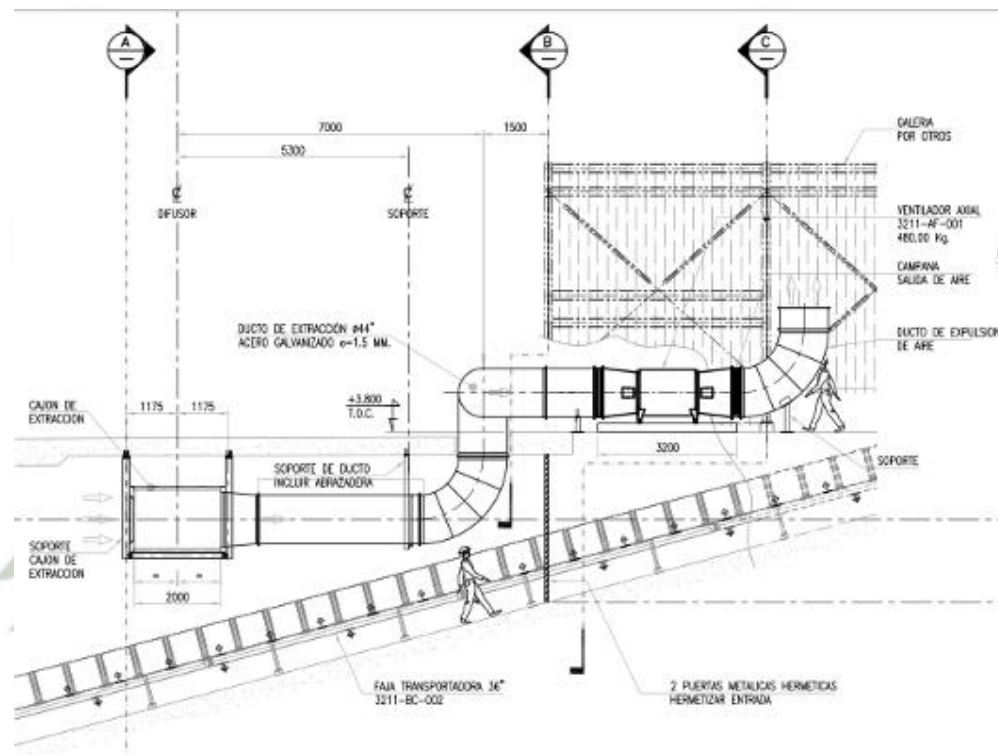 A
B
C
7000
1500
5300
GALERIA
POR OTROS
℄
DIFUSOR
℄
SOPORTE
VENTILADOR AXIAL
3211-AF-001
480.00 Kg.
CAMPANA
SALIDA DE AIRE
DUCTO DE EXTRACCIÓN ø44"
ACERO GALVANIZADO e=1.5 MM.
DUCTO DE EXPULSION
DE AIRE
CAJON DE
EXTRACCION
1175
1175
+3.800
T.O.C.
3200
SOPORTE DE DUCTO
INCLUIR ABRAZADERA
SOPORTE
SOPORTE
CAJON DE
EXTRACCION
=
=
2000
FAJA TRANSPORTADORA 36"
3211-BC-002
2 PUERTAS METALICAS HERMETICAS
HERMETIZAR ENTRADA